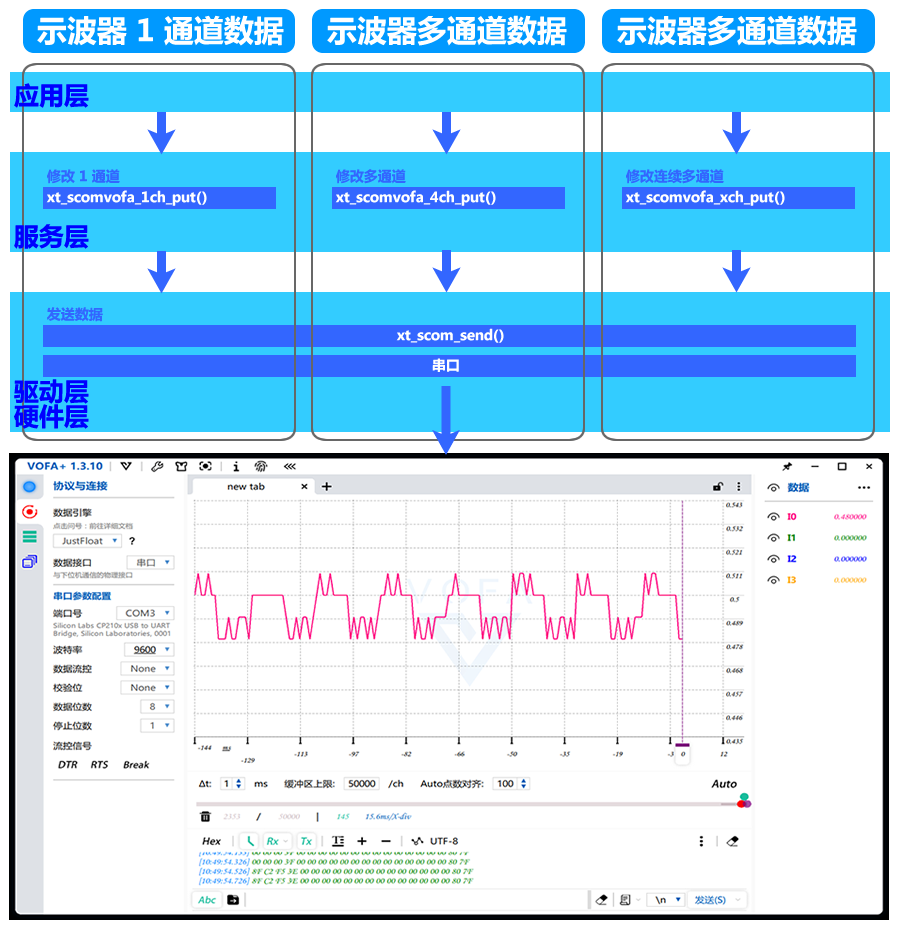 示波器 1 通道数据
示波器多通道数据
示波器多通道数据
应用层
修改 1 通道
xt_scomvofa_1ch_put()
修改多通道
xt_scomvofa_4ch_put()
修改连续多通道
xt_scomvofa_xch_put()
服务层
发送数据
xt_scom_send()
串口
驱动层
硬件层
VOFA+ 1.3.10
协议与连接
数据引擎
点击问号：前往详细文档
JustFloat ?
数据接口 串口
与下位机通信的物理接口
串口参数配置
端口号 COM3
Silicon Labs CP210x USB to UART
Bridge, Silicon Laboratories, 0001
波特率 9600
数据流控 None
校验位 None
数据位数 8
停止位数 1
流控信号
DTR RTS Break
new tab × +
0.543
0.532
0.521
0.511
0.5
0.489
0.478
0.468
0.457
0.446
0.435
-144 ms -129 -113 -97 -82 -66 -50 -35 -19 -3 0 12
Δt: 1 ms 缓冲区上限: 50000 /ch Auto点数对齐: 100 Auto
2353 / 50000 | 145 15.6ms/X-div
Hex Rx Tx UTF-8
[10:49:54.326] 00 00 00 3F 00 00 00 00 00 00 00 00 00 00 00 00 00 00 80 7F
[10:49:54.526] 8F C2 F5 3E 00 00 00 00 00 00 00 00 00 00 00 00 00 00 80 7F
[10:49:54.726] 8F C2 F5 3E 00 00 00 00 00 00 00 00 00 00 00 00 00 00 80 7F
Abc \n 发送(S)
数据
I0 0.480000
I1 0.000000
I2 0.000000
I3 0.000000